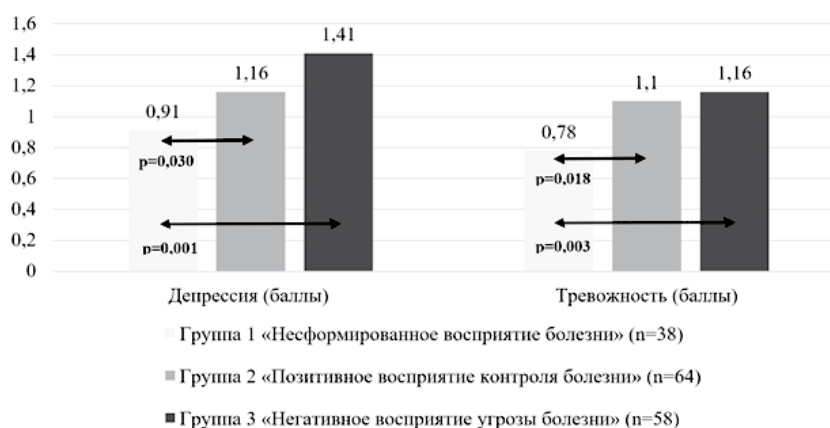 1,6
1,4
1,2
1
0,8
0,6
0,4
0,2
0
0,91
1,16
1,41
p=0,030
p=0,001
0,78
1,1
1,16
p=0,018
p=0,003
Депрессия (баллы)
Тревожность (баллы)
Группа 1 «Несформированное восприятие болезни» (n=38)
Группа 2 «Позитивное восприятие контроля болезни» (n=64)
Группа 3 «Негативное восприятие угрозы болезни» (n=58)